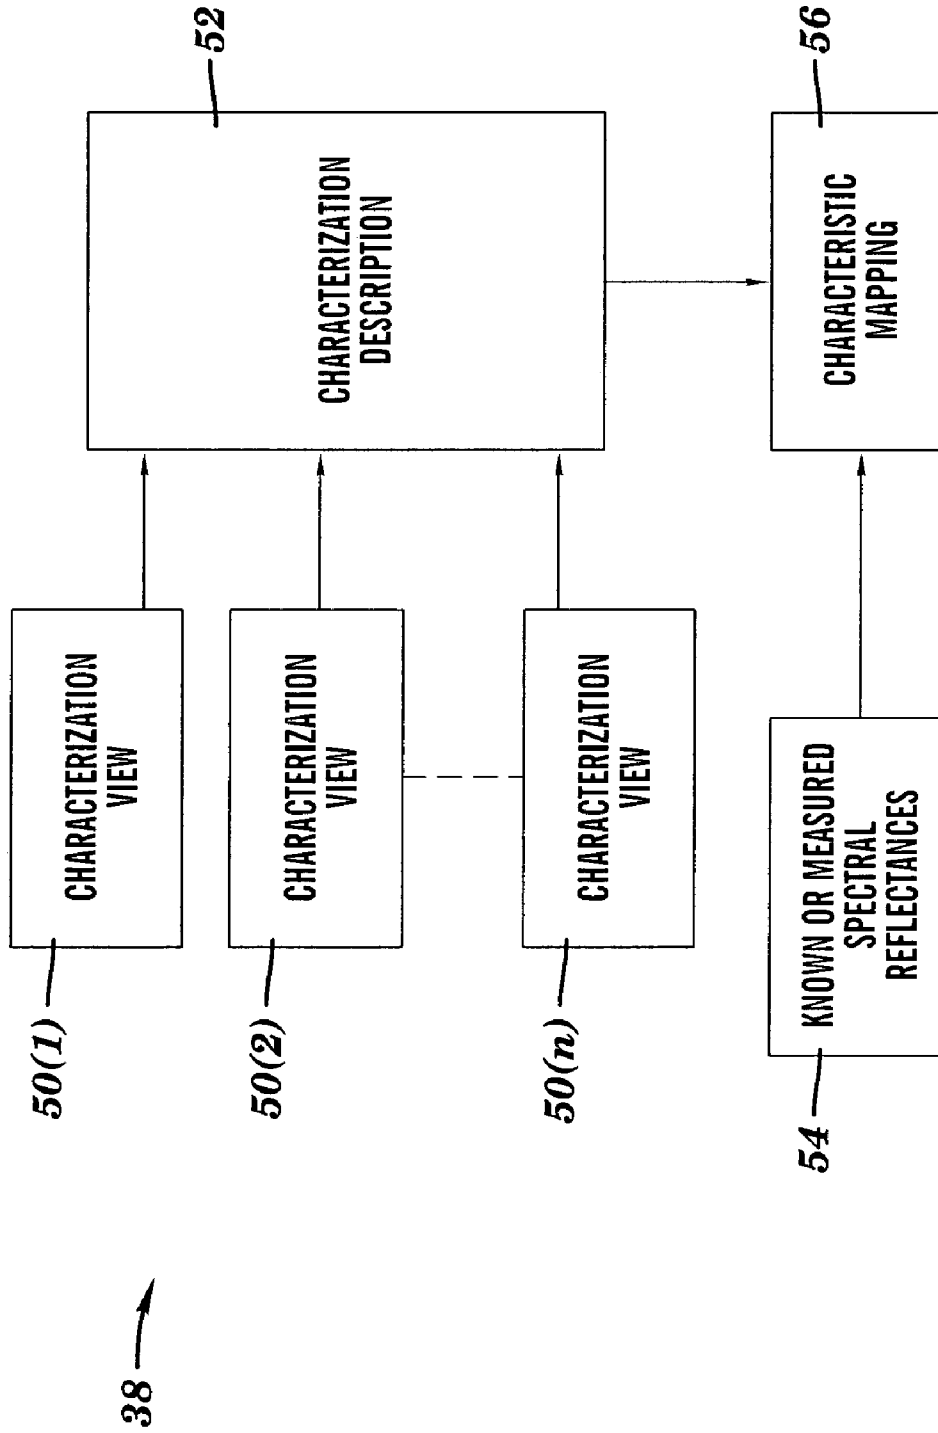 38
50(1)
CHARACTERIZATION
VIEW
50(2)
CHARACTERIZATION
VIEW
50(n)
CHARACTERIZATION
VIEW
52
CHARACTERIZATION
DESCRIPTION
54
KNOWN OR MEASURED
SPECTRAL
REFLECTANCES
56
CHARACTERISTIC
MAPPING